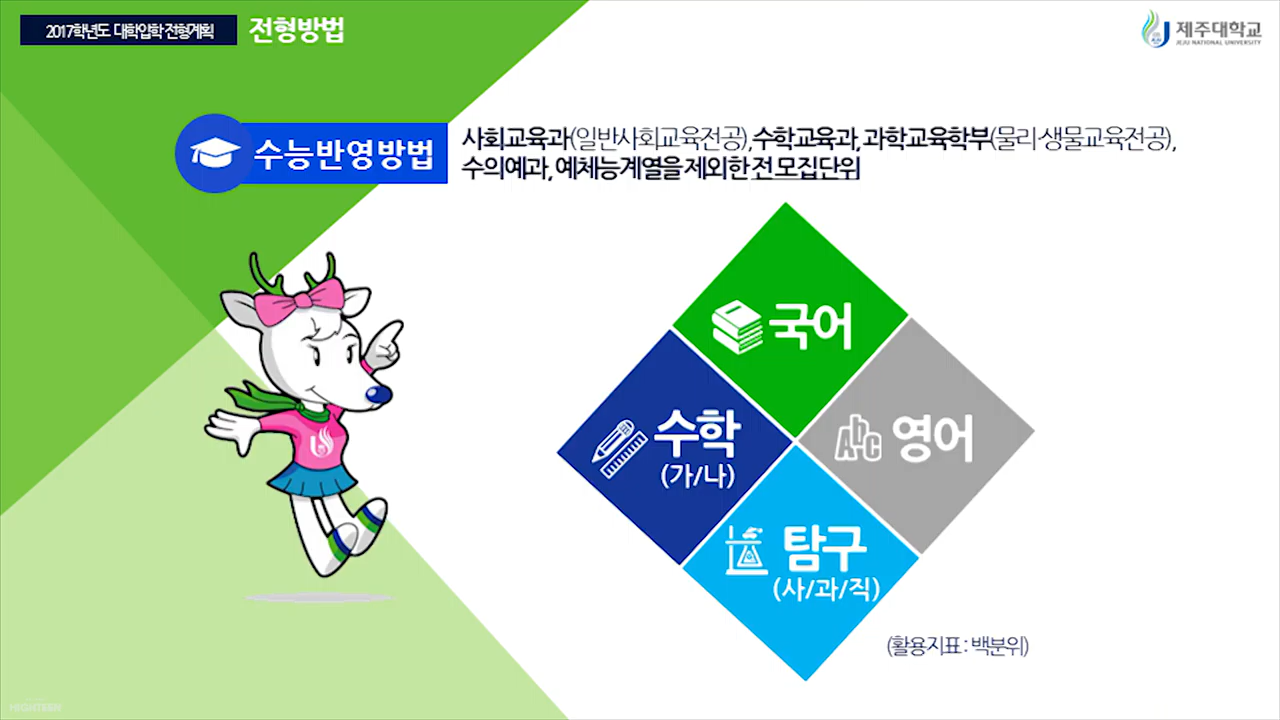 2017학년도 대학입학 전형계획
전형방법
제주대학교
JEJU NATIONAL UNIVERSITY
수능반영방법
사회교육과(일반사회교육전공), 수학교육과, 과학교육학부(물리·생물교육전공),
수의예과, 예체능계열을 제외한 전 모집단위
국어
수학
(가/나)
Abc
영어
탐구
(사/과/직)
(활용지표 : 백분위)
HIGHTEEN